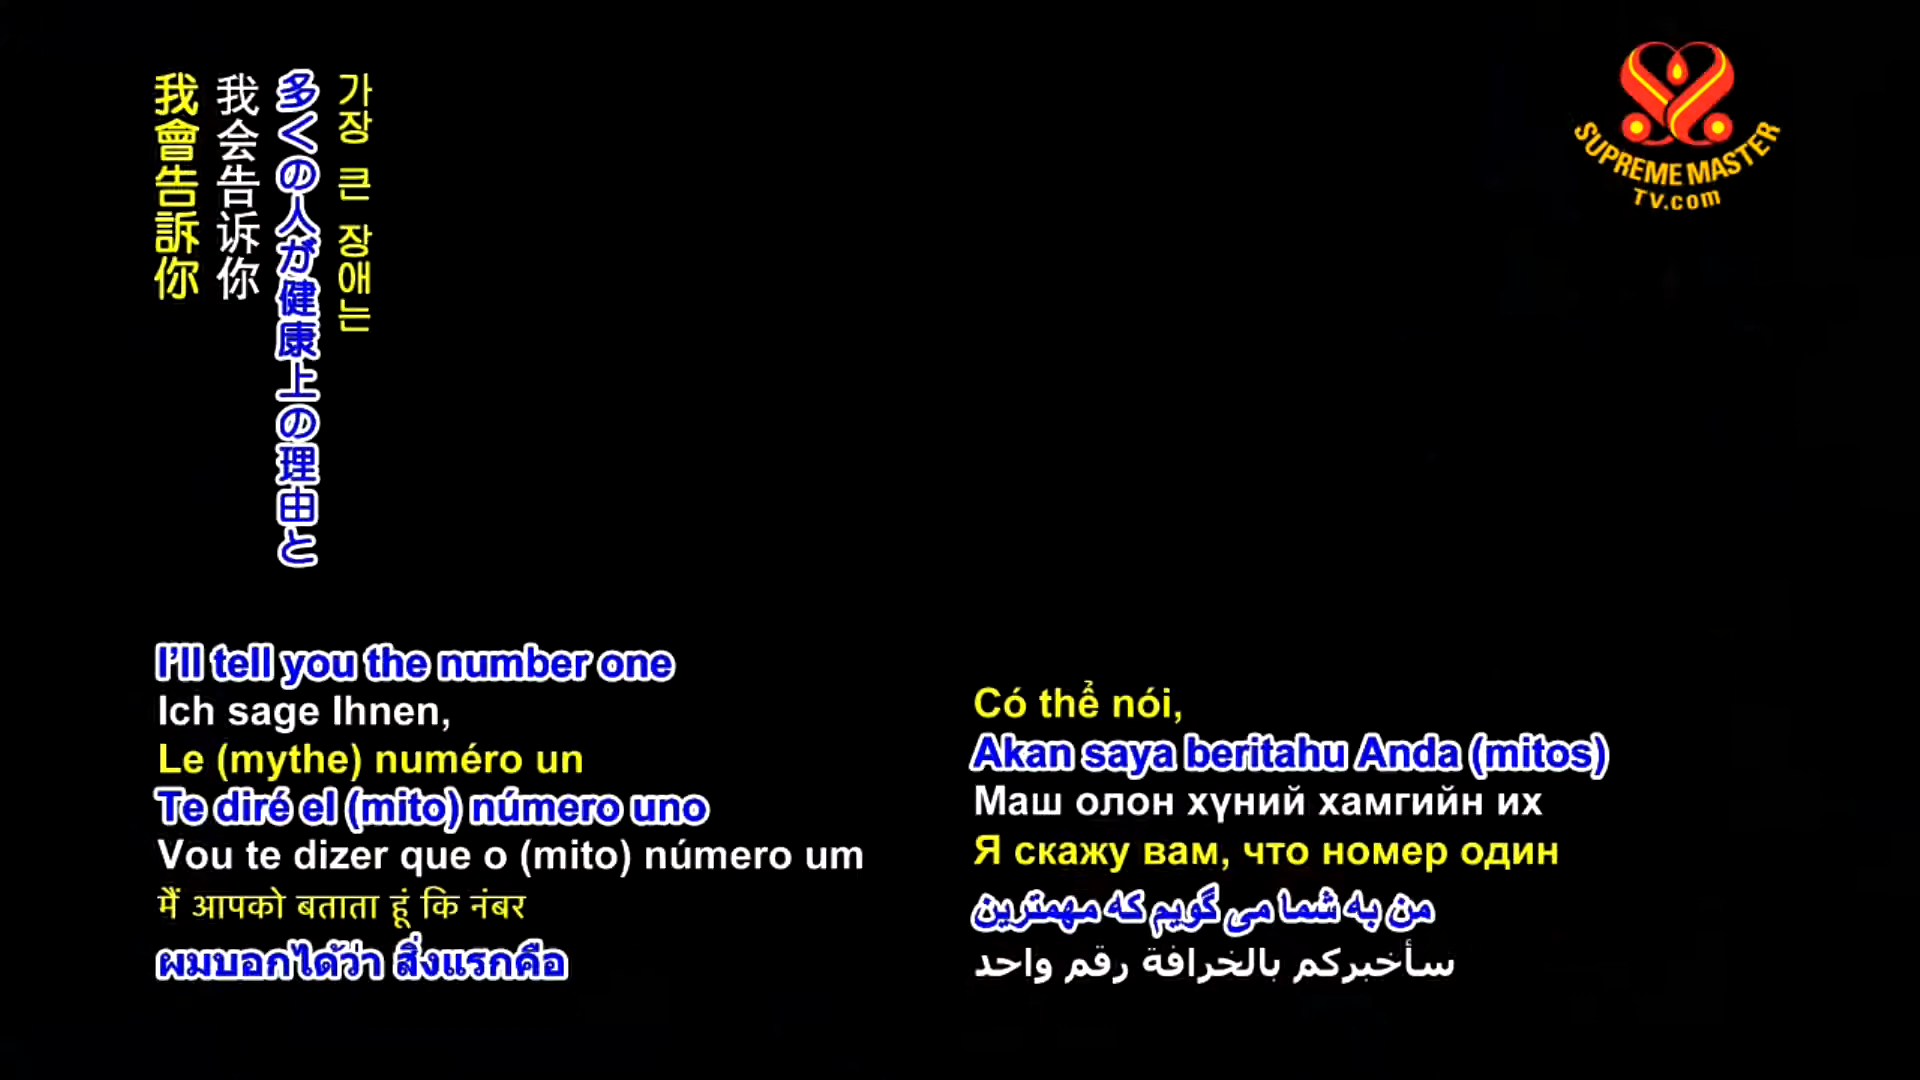 我會告訴你
我会告诉你
多くの人が健康上の理由と
가장 큰 장애는
SUPREME MASTER
TV.com
I’ll tell you the number one
Ich sage Ihnen,
Le (mythe) numéro un
Te diré el (mito) número uno
Vou te dizer que o (mito) número um
मैं आपको बताता हूं कि नंबर
ผมบอกได้ว่า สิ่งแรกคือ
Có thể nói,
Akan saya beritahu Anda (mitos)
Маш олон хүний хамгийн их
Я скажу вам, что номер один
من به شما می گویم که مهمترین
سأخبركم بالخرافة رقم واحد